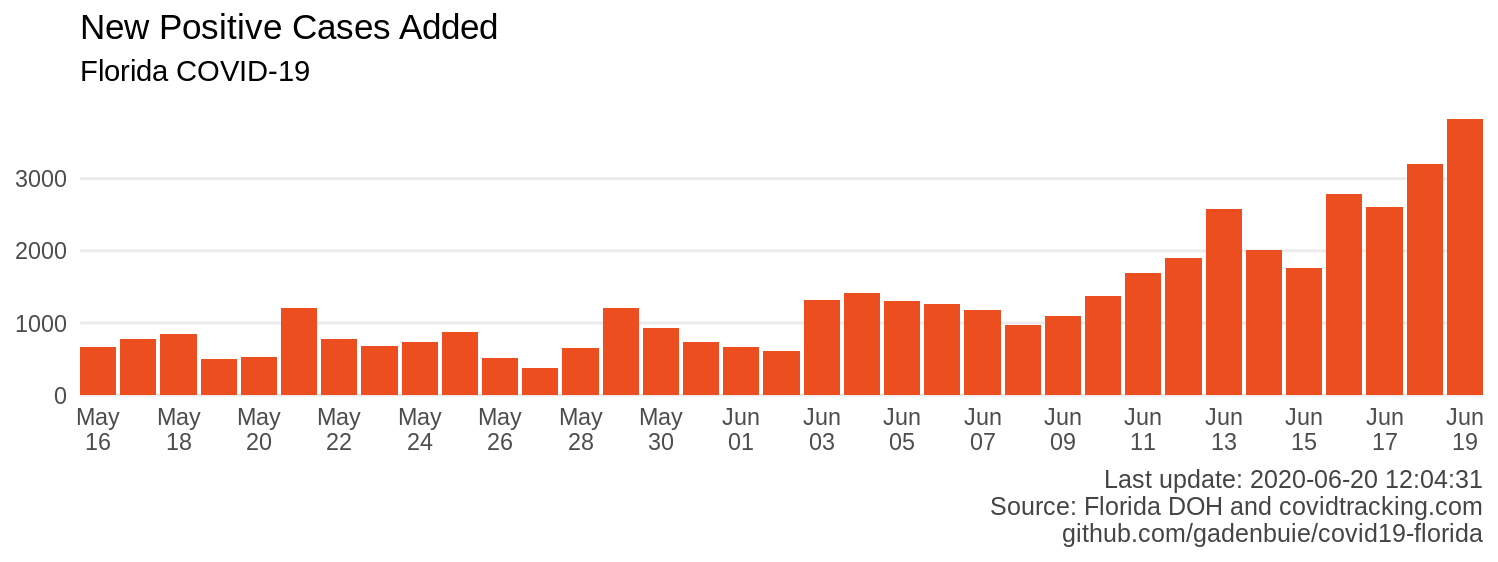 New Positive Cases Added
Florida COVID-19
3000
2000
1000
0
May May May May May May May May Jun Jun Jun Jun Jun Jun Jun Jun Jun Jun
16 18 20 22 24 26 28 30 01 03 05 07 09 11 13 15 17 19
Last update: 2020-06-20 12:04:31
Source: Florida DOH and covidtracking.com
github.com/gadenbuie/covid19-florida